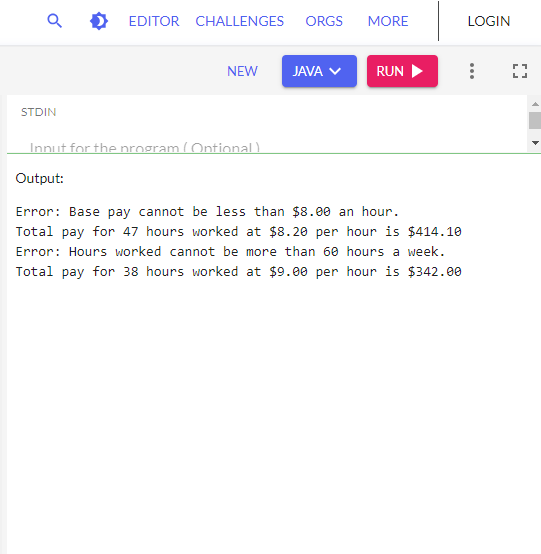 EDITOR CHALLENGES ORGS MORE LOGIN
NEW JAVA RUN
STDIN
Input for the program ( Optional )
Output:
Error: Base pay cannot be less than $8.00 an hour.
Total pay for 47 hours worked at $8.20 per hour is $414.10
Error: Hours worked cannot be more than 60 hours a week.
Total pay for 38 hours worked at $9.00 per hour is $342.00